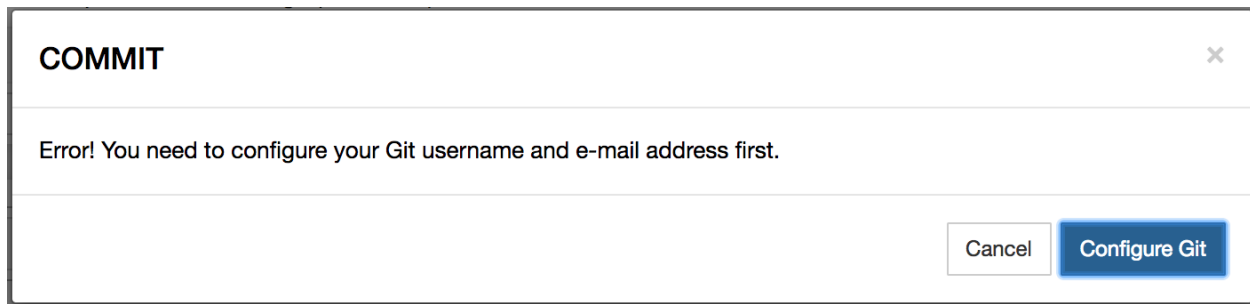 COMMIT
×
Error! You need to configure your Git username and e-mail address first.
Cancel
Configure Git